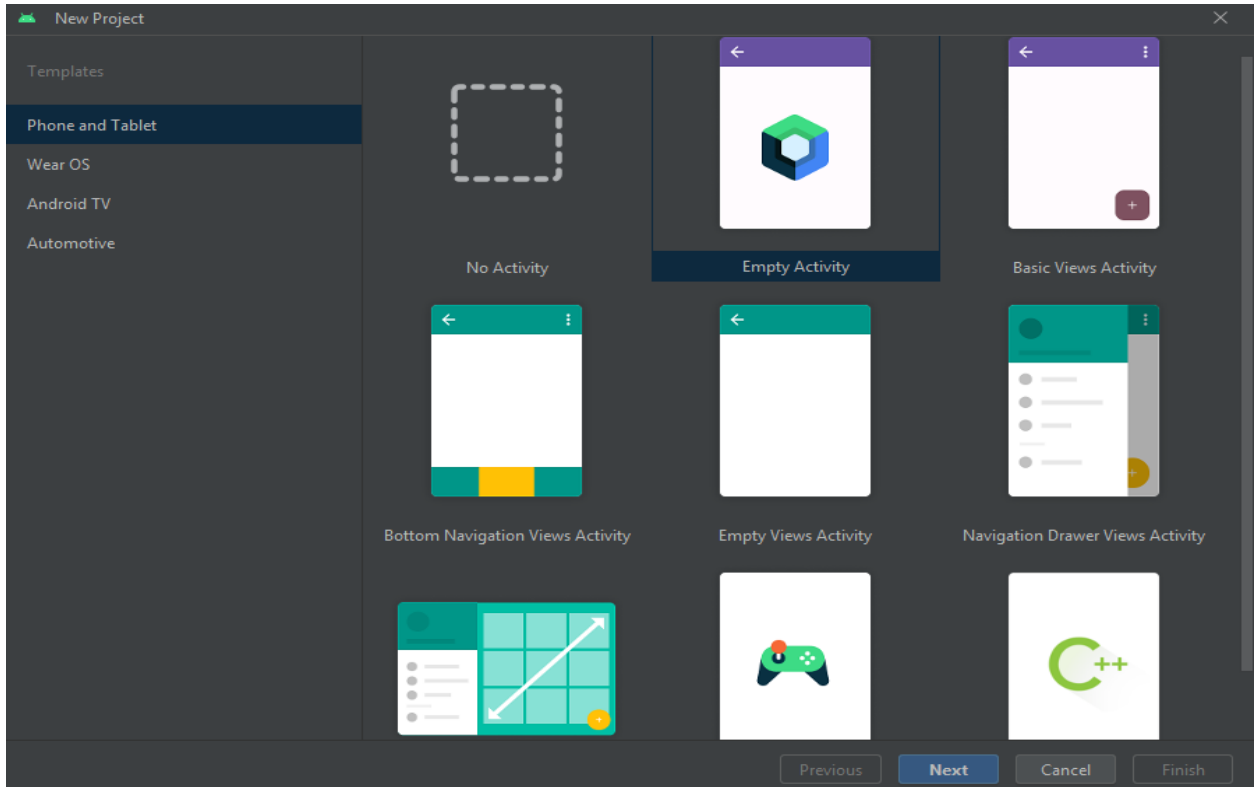 New Project
Templates
Phone and Tablet
Wear OS
Android TV
Automotive
No Activity
Empty Activity
Basic Views Activity
Bottom Navigation Views Activity
Empty Views Activity
Navigation Drawer Views Activity
C++
Previous
Next
Cancel
Finish